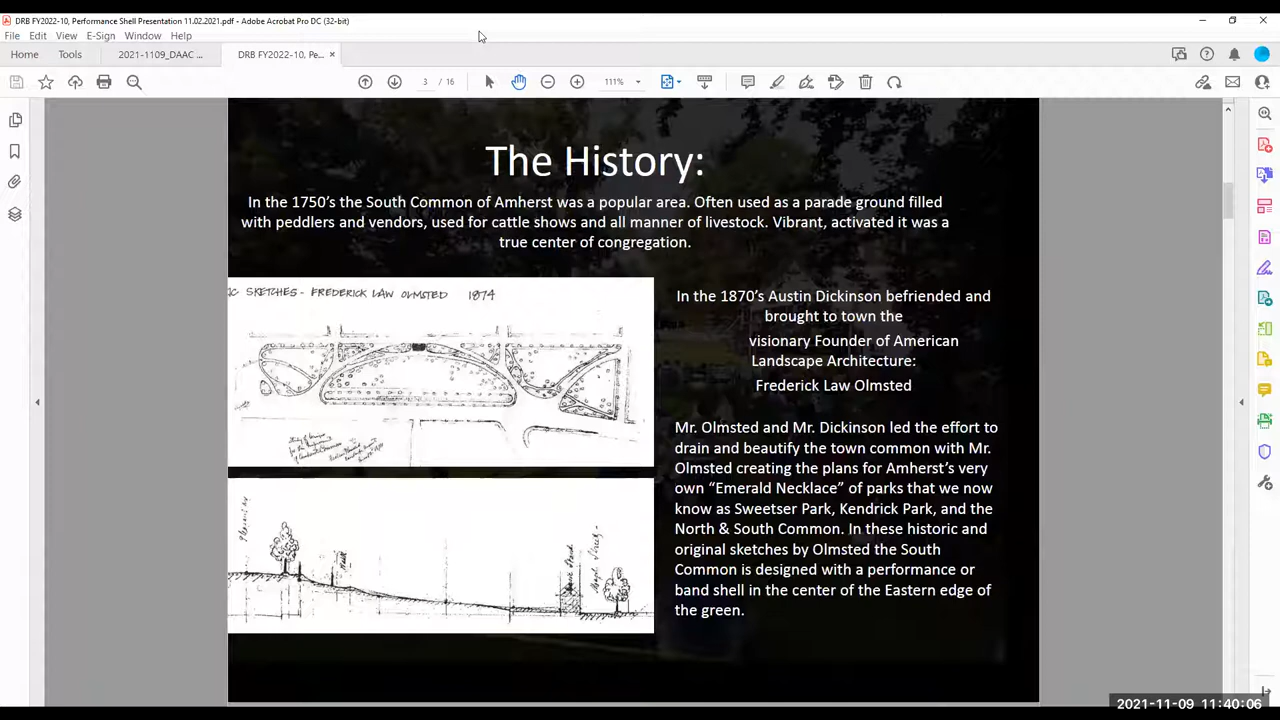 DRB FY2022-10, Performance Shell Presentation 11.02.2021.pdf - Adobe Acrobat Pro DC (32-bit)
File Edit View E-Sign Window Help
Home Tools 2021-1109_DAAC ... DRB FY2022-10, Pe... ×
3 / 16 111%
The History:
In the 1750's the South Common of Amherst was a popular area. Often used as a parade ground filled
with peddlers and vendors, used for cattle shows and all manner of livestock. Vibrant, activated it was a
true center of congregation.
IC SKETCHES - FREDERICK LAW OLMSTED 1874
In the 1870's Austin Dickinson befriended and
brought to town the
visionary Founder of American
Landscape Architecture:
Frederick Law Olmsted
Mr. Olmsted and Mr. Dickinson led the effort to
drain and beautify the town common with Mr.
Olmsted creating the plans for Amherst's very
own “Emerald Necklace” of parks that we now
know as Sweetser Park, Kendrick Park, and the
North & South Common. In these historic and
original sketches by Olmsted the South
Common is designed with a performance or
band shell in the center of the Eastern edge of
the green.
2021-11-09 11:40:06